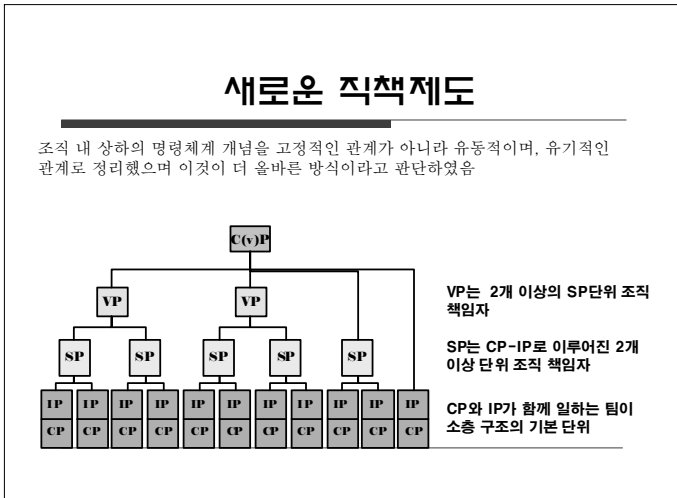 새로운 직책제도
조직 내 상하의 명령체계 개념을 고정적인 관계가 아니라 유동적이며, 유기적인
관계로 정리했으며 이것이 더 올바른 방식이라고 판단하였음
C(v)P
VP VP
SP SP SP SP SP
IP IP IP IP IP IP IP IP IP IP IP
CP CP CP CP CP CP CP CP CP CP CP
VP는 2개 이상의 SP단위 조직
책임자
SP는 CP-IP로 이루어진 2개
이상 단위 조직 책임자
CP와 IP가 함께 일하는 팀이
소층 구조의 기본 단위